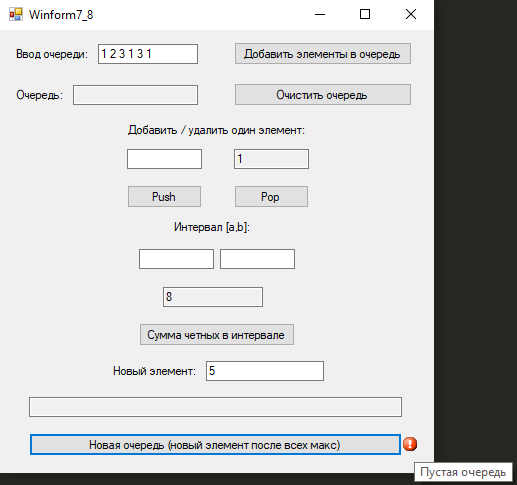 Winform7_8
Ввод очереди: 1 2 3 1 3 1 Добавить элементы в очередь
Очередь: Очистить очередь
Добавить / удалить один элемент:
1
Push Pop
Интервал [a,b]:
8
Сумма четных в интервале
Новый элемент: 5
Новая очередь (новый элемент после всех макс)
Пустая очередь